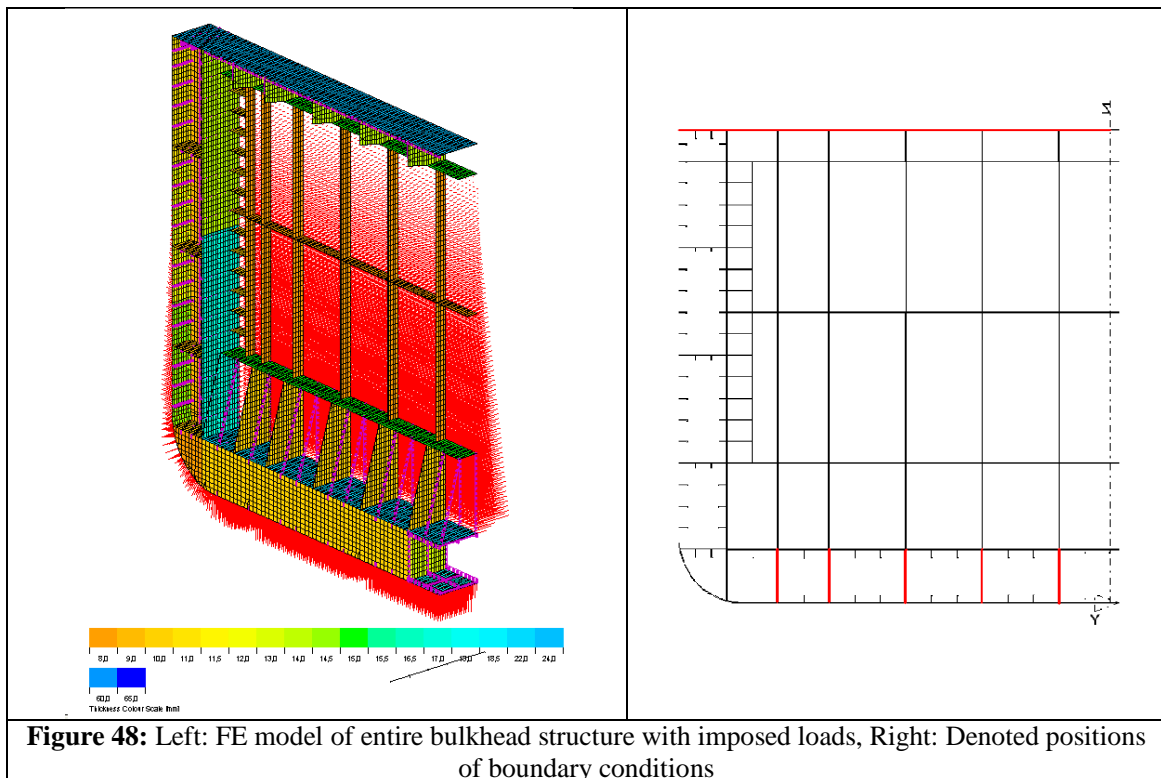 8,0 9,0 10,0 11,0 11,5 12,0 13,0 14,0 14,5 15,0 15,5 16,5 17,0 18,0 18,5 22,0 24,0
60,0 65,0
Thickness Colour Scale [mm]
Z
Y
Figure 48: Left: FE model of entire bulkhead structure with imposed loads, Right: Denoted positions
of boundary conditions